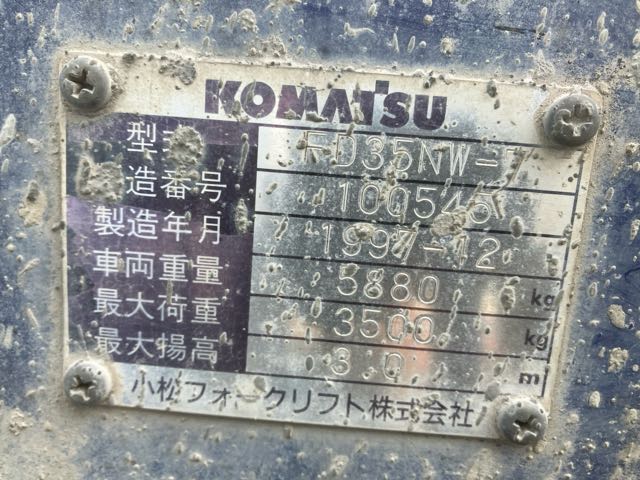 KOMATSU
型式 FD35NW-
造番号 100545
製造年月 1997-12
車両重量 5880 kg
最大荷重 3500 kg
最大揚高 3.0 m
小松フォークリフト株式会社